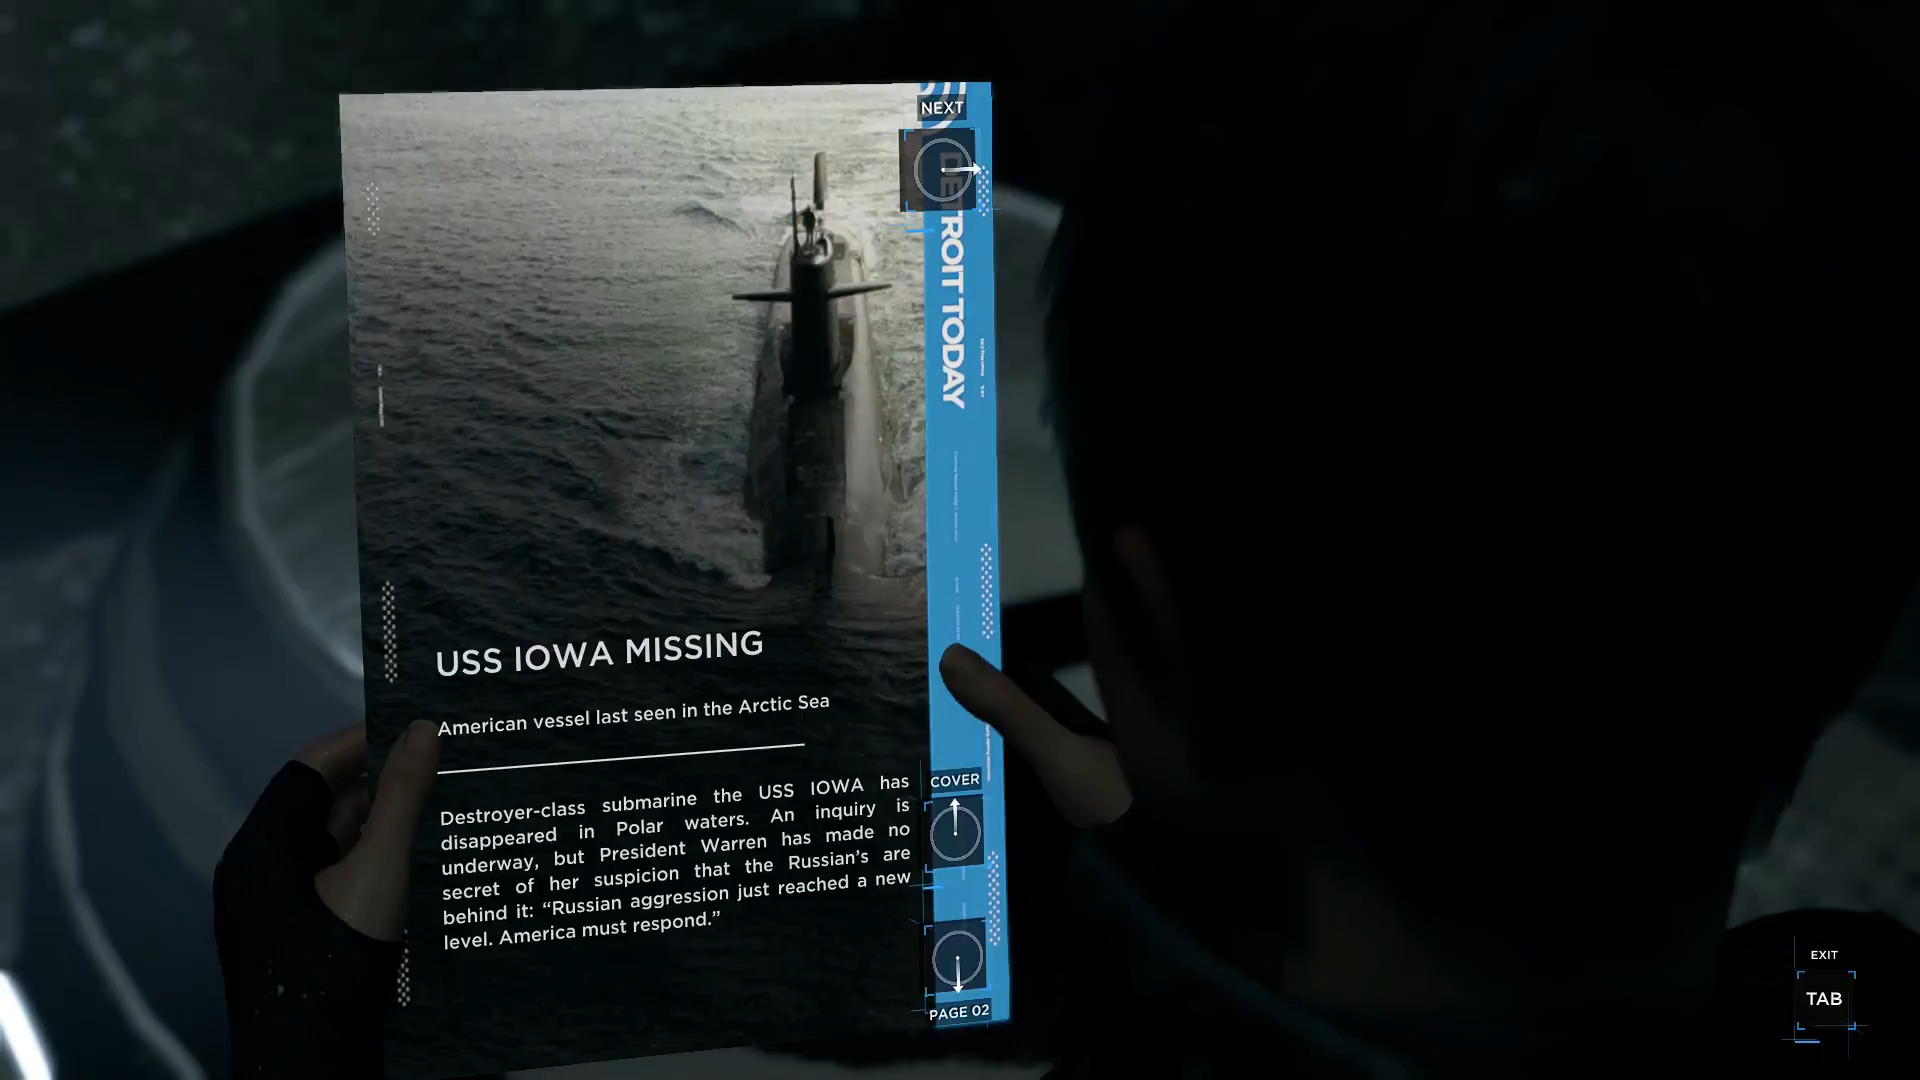 NEXT
DETROIT TODAY
USS IOWA MISSING
American vessel last seen in the Arctic Sea
Destroyer-class submarine the USS IOWA has
disappeared in Polar waters. An inquiry is
underway, but President Warren has made no
secret of her suspicion that the Russian's are
behind it: “Russian aggression just reached a new
level. America must respond.”
COVER
PAGE 02
EXIT
TAB